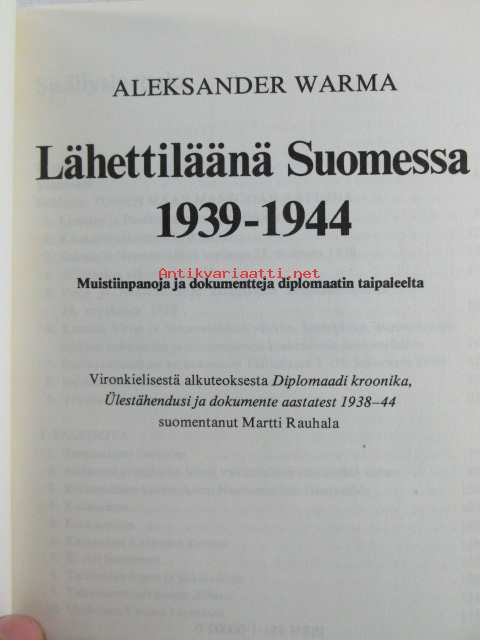 ALEKSANDER WARMA
Lähettiläänä Suomessa
1939-1944
Antikvariaatti.net
Muistiinpanoja ja dokumentteja diplomaatin taipaleelta
Vironkielisestä alkuteoksesta Diplomaadi kroonika,
Ülestähendusi ja dokumente aastatest 1938–44
suomentanut Martti Rauhala